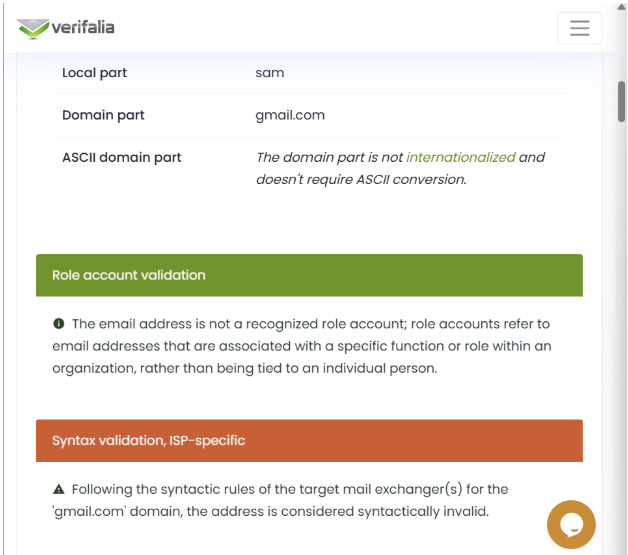 verifalia
Local part sam
Domain part gmail.com
ASCII domain part The domain part is not internationalized and
doesn't require ASCII conversion.
Role account validation
The email address is not a recognized role account; role accounts refer to
email addresses that are associated with a specific function or role within an
organization, rather than being tied to an individual person.
Syntax validation, ISP-specific
Following the syntactic rules of the target mail exchanger(s) for the
'gmail.com' domain, the address is considered syntactically invalid.